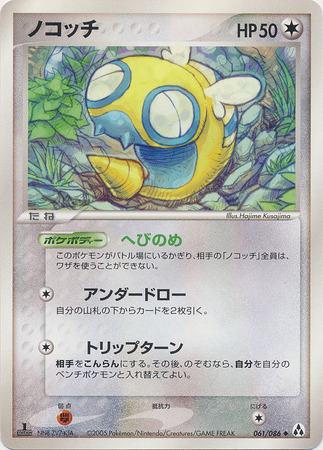 ノコッチ HP50
たね Illus.Hajime Kusajima
ポケボディー へびのめ
このポケモンがバトル場にいるかぎり、相手の「ノコッチ」全員は、
ワザを使うことができない。
アンダードロー
自分の山札の下からカードを2枚引く。
トリップターン
相手をこんらんにする。その後、のぞむなら、自分を自分の
ベンチポケモンと入れ替えてよい。
弱点 抵抗力 にげる
1
©2005 Pokémon/Nintendo/Creatures/GAME FREAK. 061/086 ◆